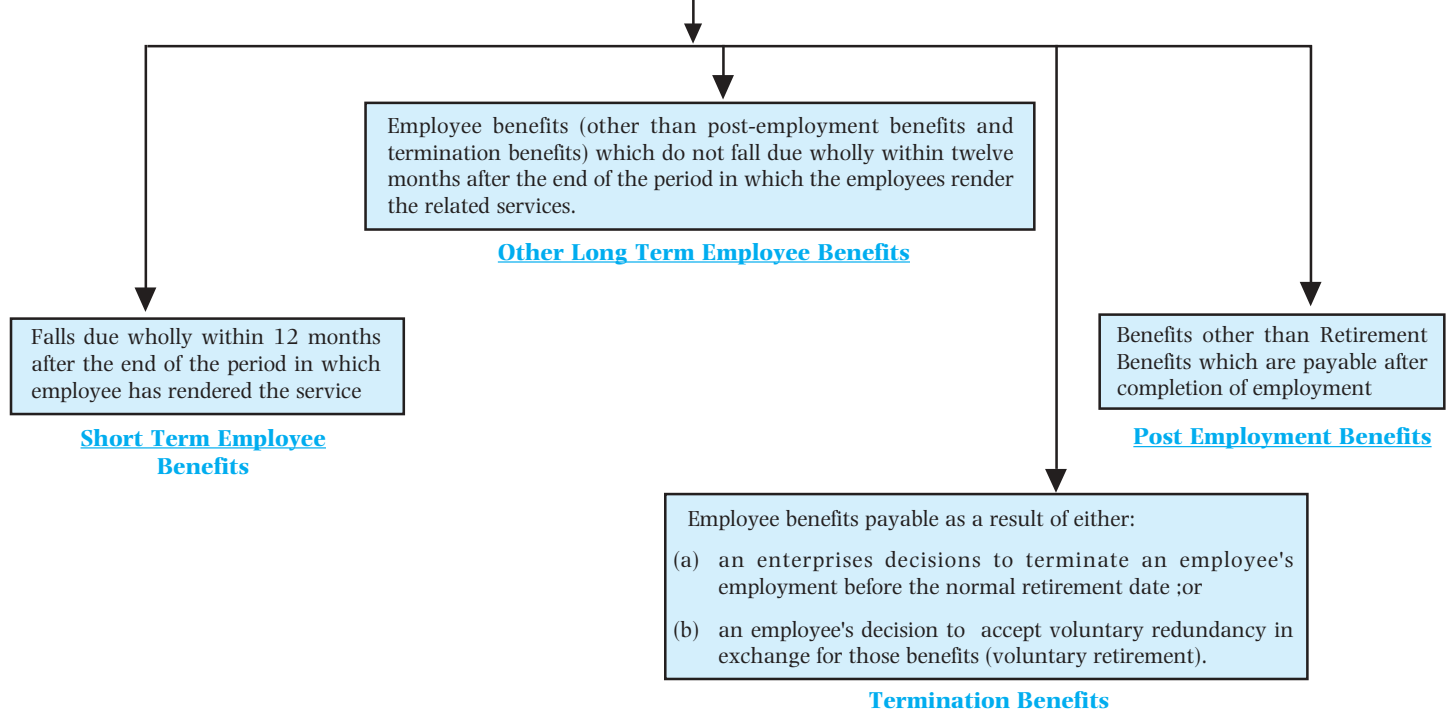 Employee benefits (other than post-employment benefits and
termination benefits) which do not fall due wholly within twelve
months after the end of the period in which the employees render
the related services.
Other Long Term Employee Benefits
Falls due wholly within 12 months
after the end of the period in which
employee has rendered the service
Short Term Employee
Benefits
Benefits other than Retirement
Benefits which are payable after
completion of employment
Post Employment Benefits
Employee benefits payable as a result of either:
(a) an enterprises decisions to terminate an employee's
employment before the normal retirement date ;or
(b) an employee's decision to accept voluntary redundancy in
exchange for those benefits (voluntary retirement).
Termination Benefits